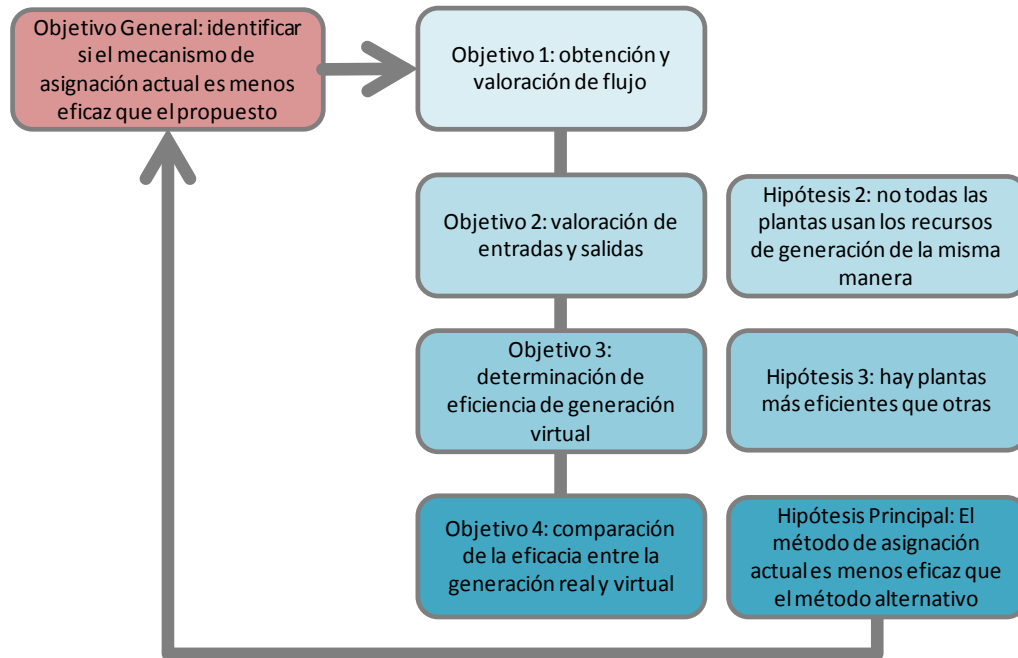 Objetivo General: identificar
si el mecanismo de
asignación actual es menos
eficaz que el propuesto
Objetivo 1: obtención y
valoración de flujo
Objetivo 2: valoración de
entradas y salidas
Hipótesis 2: no todas las
plantas usan los recursos
de generación de la misma
manera
Objetivo 3:
determinación de
eficiencia de generación
virtual
Hipótesis 3: hay plantas
más eficientes que otras
Objetivo 4: comparación
de la eficacia entre la
generación real y virtual
Hipótesis Principal: El
método de asignación
actual es menos eficaz que
el método alternativo